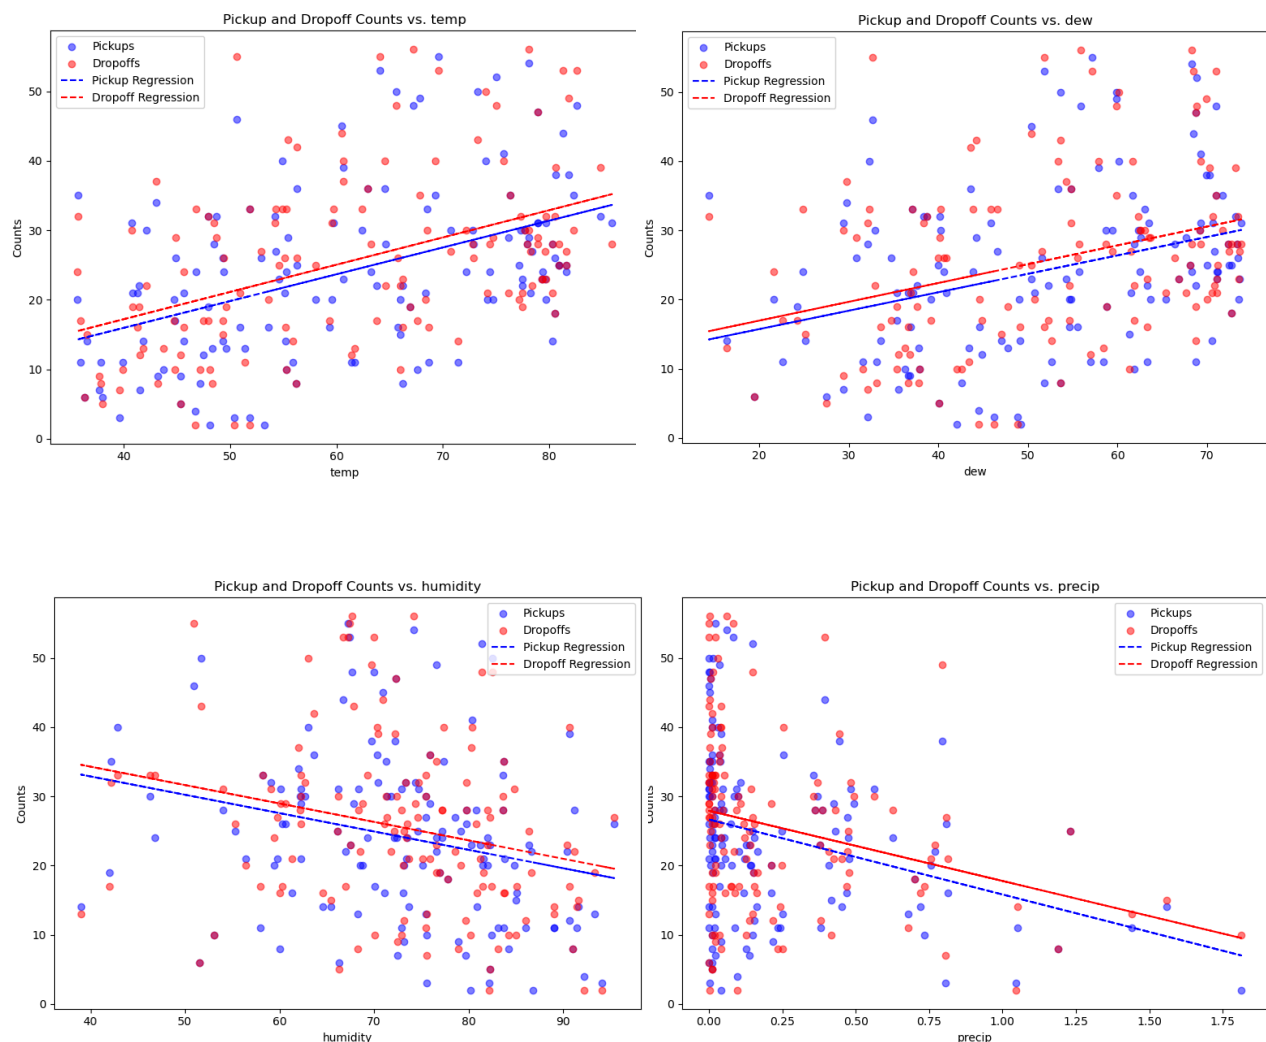 Pickup and Dropoff Counts vs. temp
Pickups
Dropoffs
Pickup Regression
Dropoff Regression
Counts
50
40
30
20
10
0
40
50
60
70
80
temp
Pickup and Dropoff Counts vs. dew
Pickups
Dropoffs
Pickup Regression
Dropoff Regression
Counts
50
40
30
20
10
0
20
30
40
50
60
70
dew
Pickup and Dropoff Counts vs. humidity
Pickups
Dropoffs
Pickup Regression
Dropoff Regression
Counts
50
40
30
20
10
0
40
50
60
70
80
90
humidity
Pickup and Dropoff Counts vs. precip
Pickups
Dropoffs
Pickup Regression
Dropoff Regression
Counts
50
40
30
20
10
0
0.00
0.25
0.50
0.75
1.00
1.25
1.50
1.75
precip